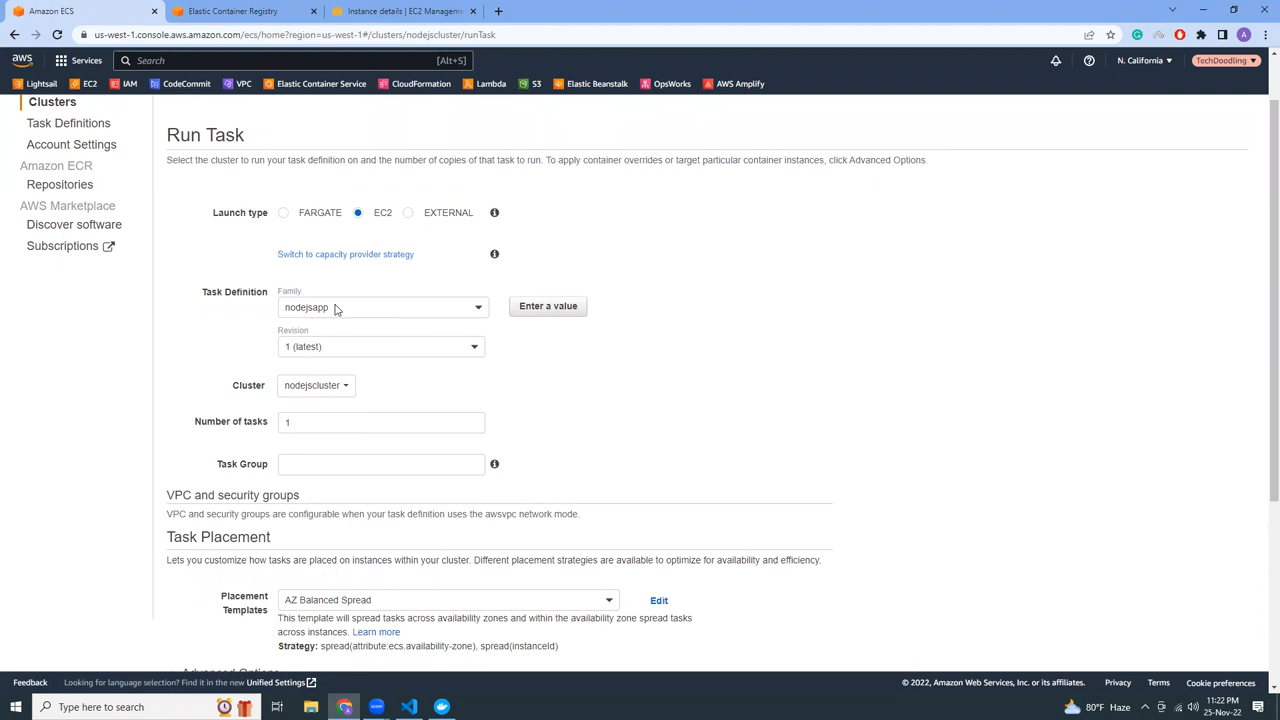 Amazon ECS
Elastic Container Registry
Instance details | EC2 Manageme
us-west-1.console.aws.amazon.com/ecs/home?region=us-west-1#/clusters/nodejscluster/runTask
A
aws
Services
Search
[Alt+S]
N. California
TechDoodling
Lightsail
EC2
IAM
CodeCommit
VPC
Elastic Container Service
CloudFormation
Lambda
S3
Elastic Beanstalk
OpsWorks
AWS Amplify
Clusters
Task Definitions
Account Settings
Amazon ECR
Repositories
AWS Marketplace
Discover software
Subscriptions
Run Task
Select the cluster to run your task definition on and the number of copies of that task to run. To apply container overrides or target particular container instances, click Advanced Options.
Launch type
FARGATE
EC2
EXTERNAL
Switch to capacity provider strategy
Task Definition
Family
nodejsapp
Enter a value
Revision
1 (latest)
Cluster
nodejscluster
Number of tasks
1
Task Group
VPC and security groups
VPC and security groups are configurable when your task definition uses the awsvpc network mode.
Task Placement
Lets you customize how tasks are placed on instances within your cluster. Different placement strategies are available to optimize for availability and efficiency.
Placement
Templates
AZ Balanced Spread
Edit
This template will spread tasks across availability zones and within the availability zone spread tasks
across instances. Learn more
Strategy: spread(attribute:ecs.availability-zone), spread(instanceId)
Advanced Options
Feedback
Looking for language selection? Find it in the new Unified Settings
© 2022, Amazon Web Services, Inc. or its affiliates.
Privacy
Terms
Cookie preferences
Type here to search
80°F Haze
11:22 PM
25-Nov-22